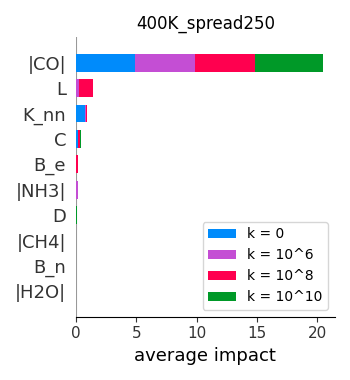 400K_spread250
|CO|
L
K_nn
C
B_e
|NH3|
D
|CH4|
B_n
|H2O|
k = 0
k = 10^6
k = 10^8
k = 10^10
0 5 10 15 20
average impact